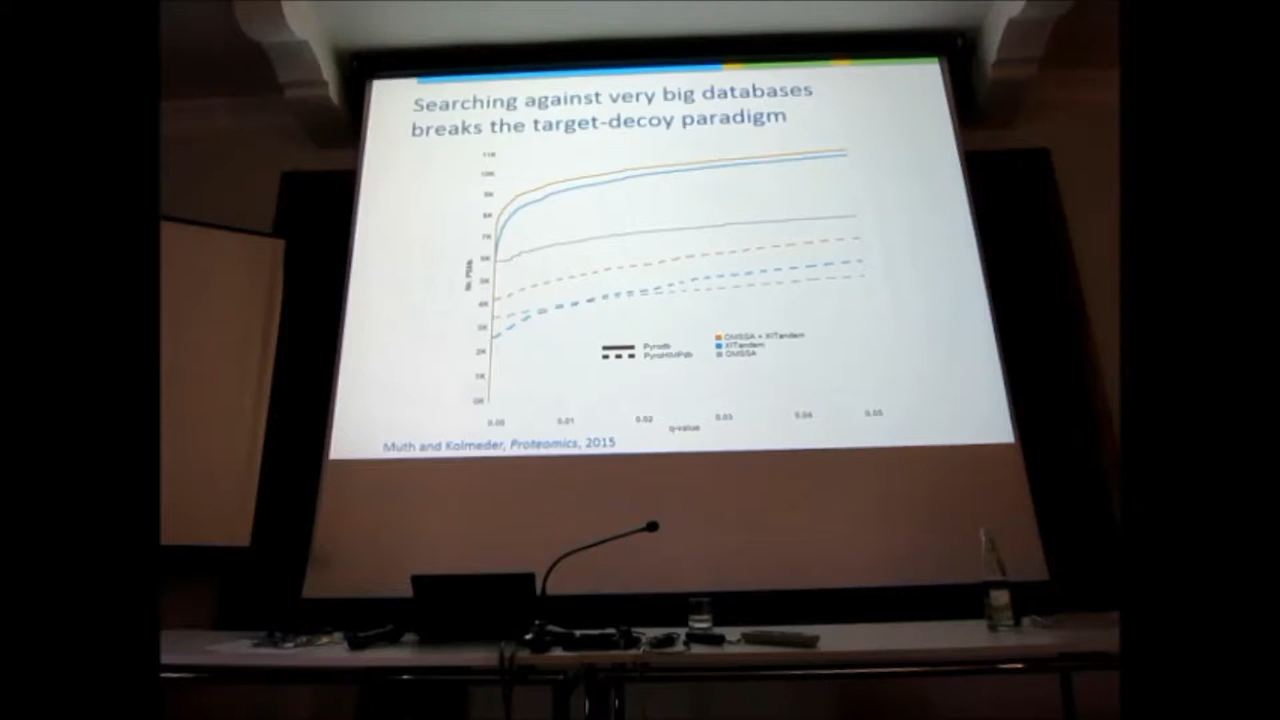 Searching against very big databases
breaks the target-decoy paradigm
11K
10K
9K
8K
7K
6K
5K
4K
3K
2K
1K
0K
No. PSMs
Pyrodb
PyroHIMPdb
OMSSA + X!Tandem
X!Tandem
OMSSA
0.00 0.01 0.02 0.03 0.04 0.05
q-value
Muth and Kolmeder, Proteomics, 2015